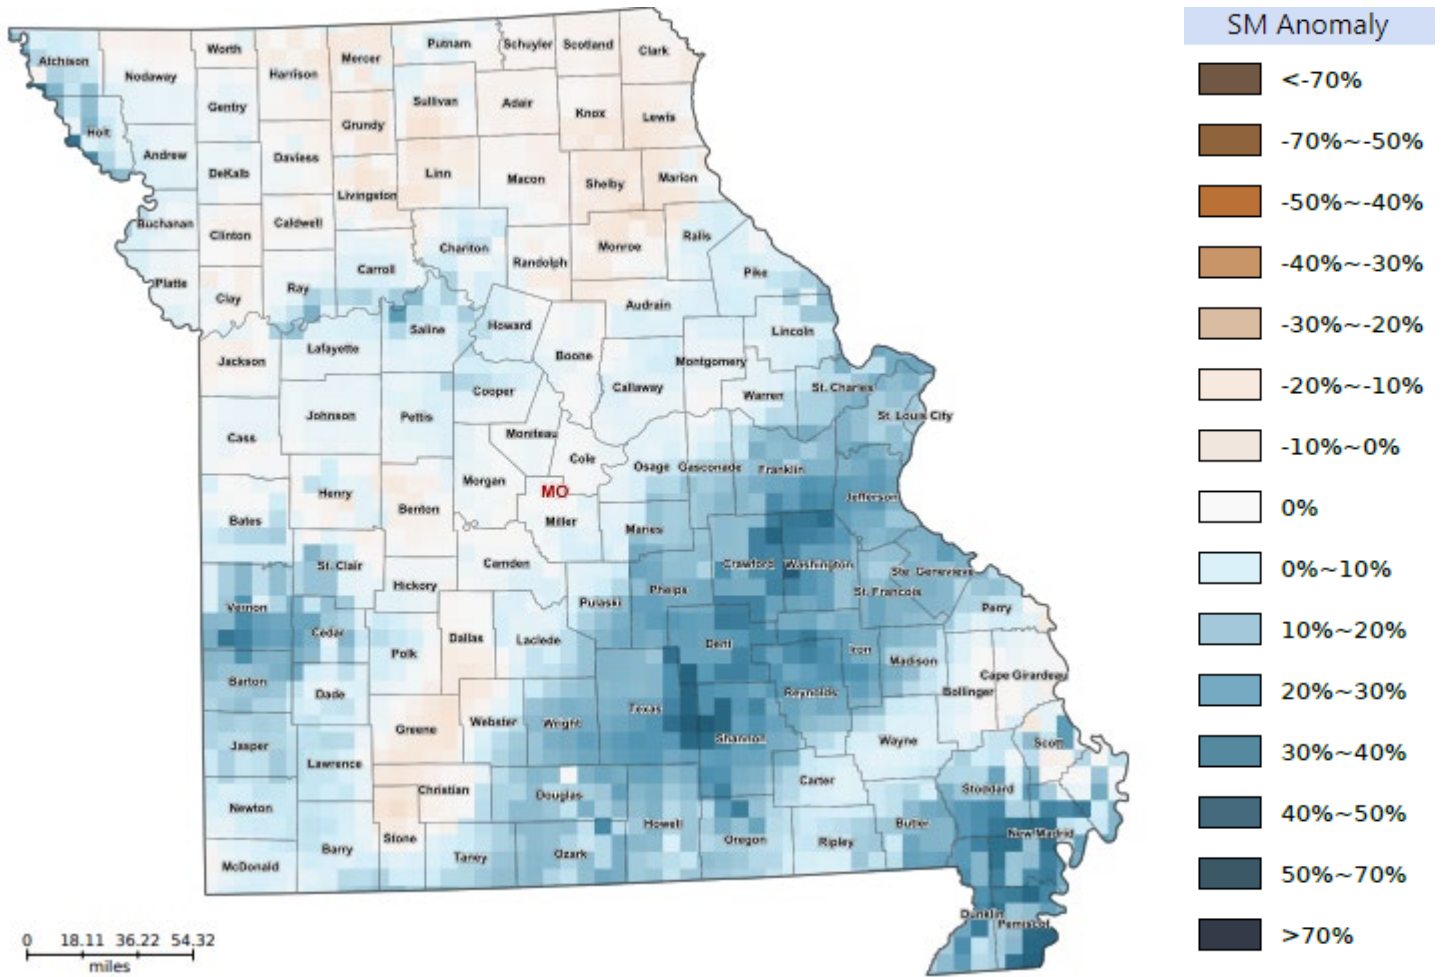 SM Anomaly
<-70%
-70%~-50%
-50%~-40%
-40%~-30%
-30%~-20%
-20%~-10%
-10%~0%
0%
0%~10%
10%~20%
20%~30%
30%~40%
40%~50%
50%~70%
>70%
Atchison
Nodaway
Worth
Harrison
Mercer
Putnam
Schuyler
Scotland
Clark
Holt
Gentry
Grundy
Sullivan
Adair
Knox
Lewis
Andrew
DeKalb
Daviess
Livingston
Linn
Macon
Shelby
Marion
Buchanan
Clinton
Caldwell
Chariton
Randolph
Monroe
Ralls
Platte
Clay
Ray
Carroll
Audrain
Pike
Saline
Howard
Lincoln
Jackson
Lafayette
Boone
Montgomery
Cooper
Callaway
Warren
St. Charles
Johnson
Pettis
St. Louis City
Cass
Moniteau
Cole
Osage
Gasconade
Franklin
Henry
Morgan
MO
Jefferson
Bates
Benton
Miller
Maries
St. Clair
Camden
Crawford
Washington
Ste. Genevieve
Hickory
Phelps
St. Francois
Vernon
Pulaski
Perry
Cedar
Dallas
Laclede
Dent
Iron
Polk
Madison
Barton
Dade
Reynolds
Cape Girardeau
Bollinger
Greene
Webster
Wright
Texas
Shannon
Jasper
Wayne
Scott
Lawrence
Christian
Douglas
Carter
Stoddard
Newton
Howell
Butler
New Madrid
Stone
Oregon
Ripley
Barry
Taney
Ozark
McDonald
Dunklin
Pemiscot
0 18.11 36.22 54.32
miles